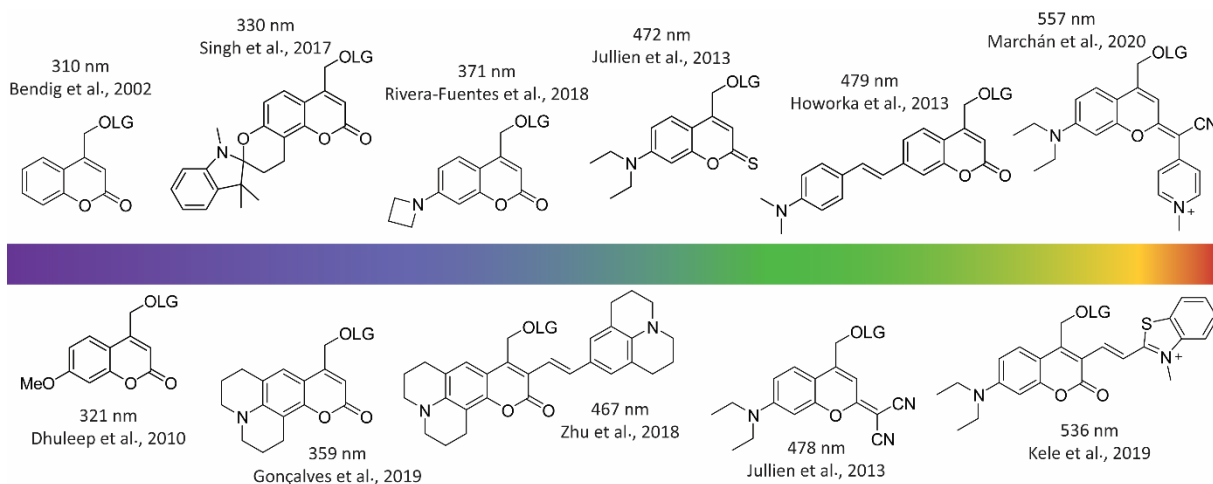 310 nm
Bendig et al., 2002
OLG
O
O
330 nm
Singh et al., 2017
OLG
O
N
O
O
371 nm
Rivera-Fuentes et al., 2018
OLG
N
O
O
472 nm
Jullien et al., 2013
OLG
N
O
S
479 nm
Howorka et al., 2013
OLG
O
O
N
557 nm
Marchán et al., 2020
OLG
CN
N
O
N
+
OLG
MeO
O
O
321 nm
Dhuleep et al., 2010
OLG
N
O
O
359 nm
Gonçalves et al., 2019
N
OLG
N
O
O
467 nm
Zhu et al., 2018
OLG
N
O
CN
CN
478 nm
Jullien et al., 2013
OLG
S
N
+
N
O
O
536 nm
Kele et al., 2019